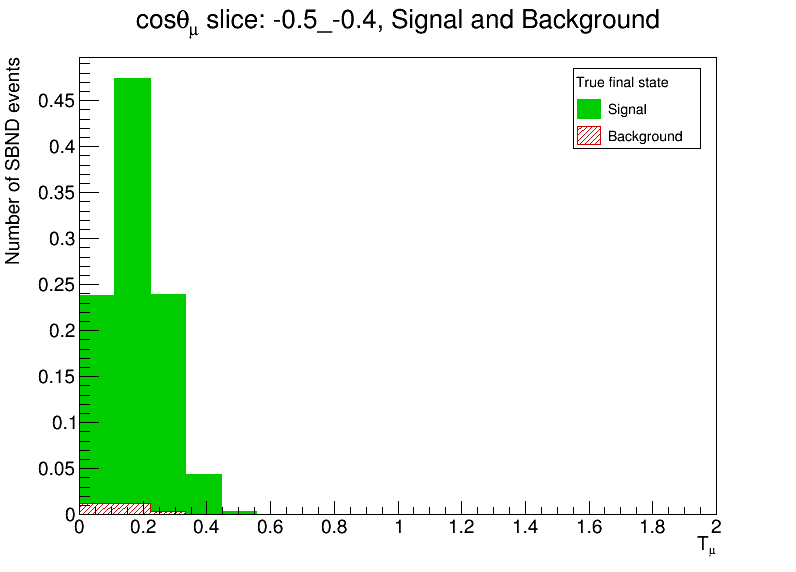 cosθμ slice: -0.5_-0.4, Signal and Background
Number of SBND events
True final state
Signal
Background
0.45
0.4
0.35
0.3
0.25
0.2
0.15
0.1
0.05
0
0 0.2 0.4 0.6 0.8 1 1.2 1.4 1.6 1.8 2
Tμ